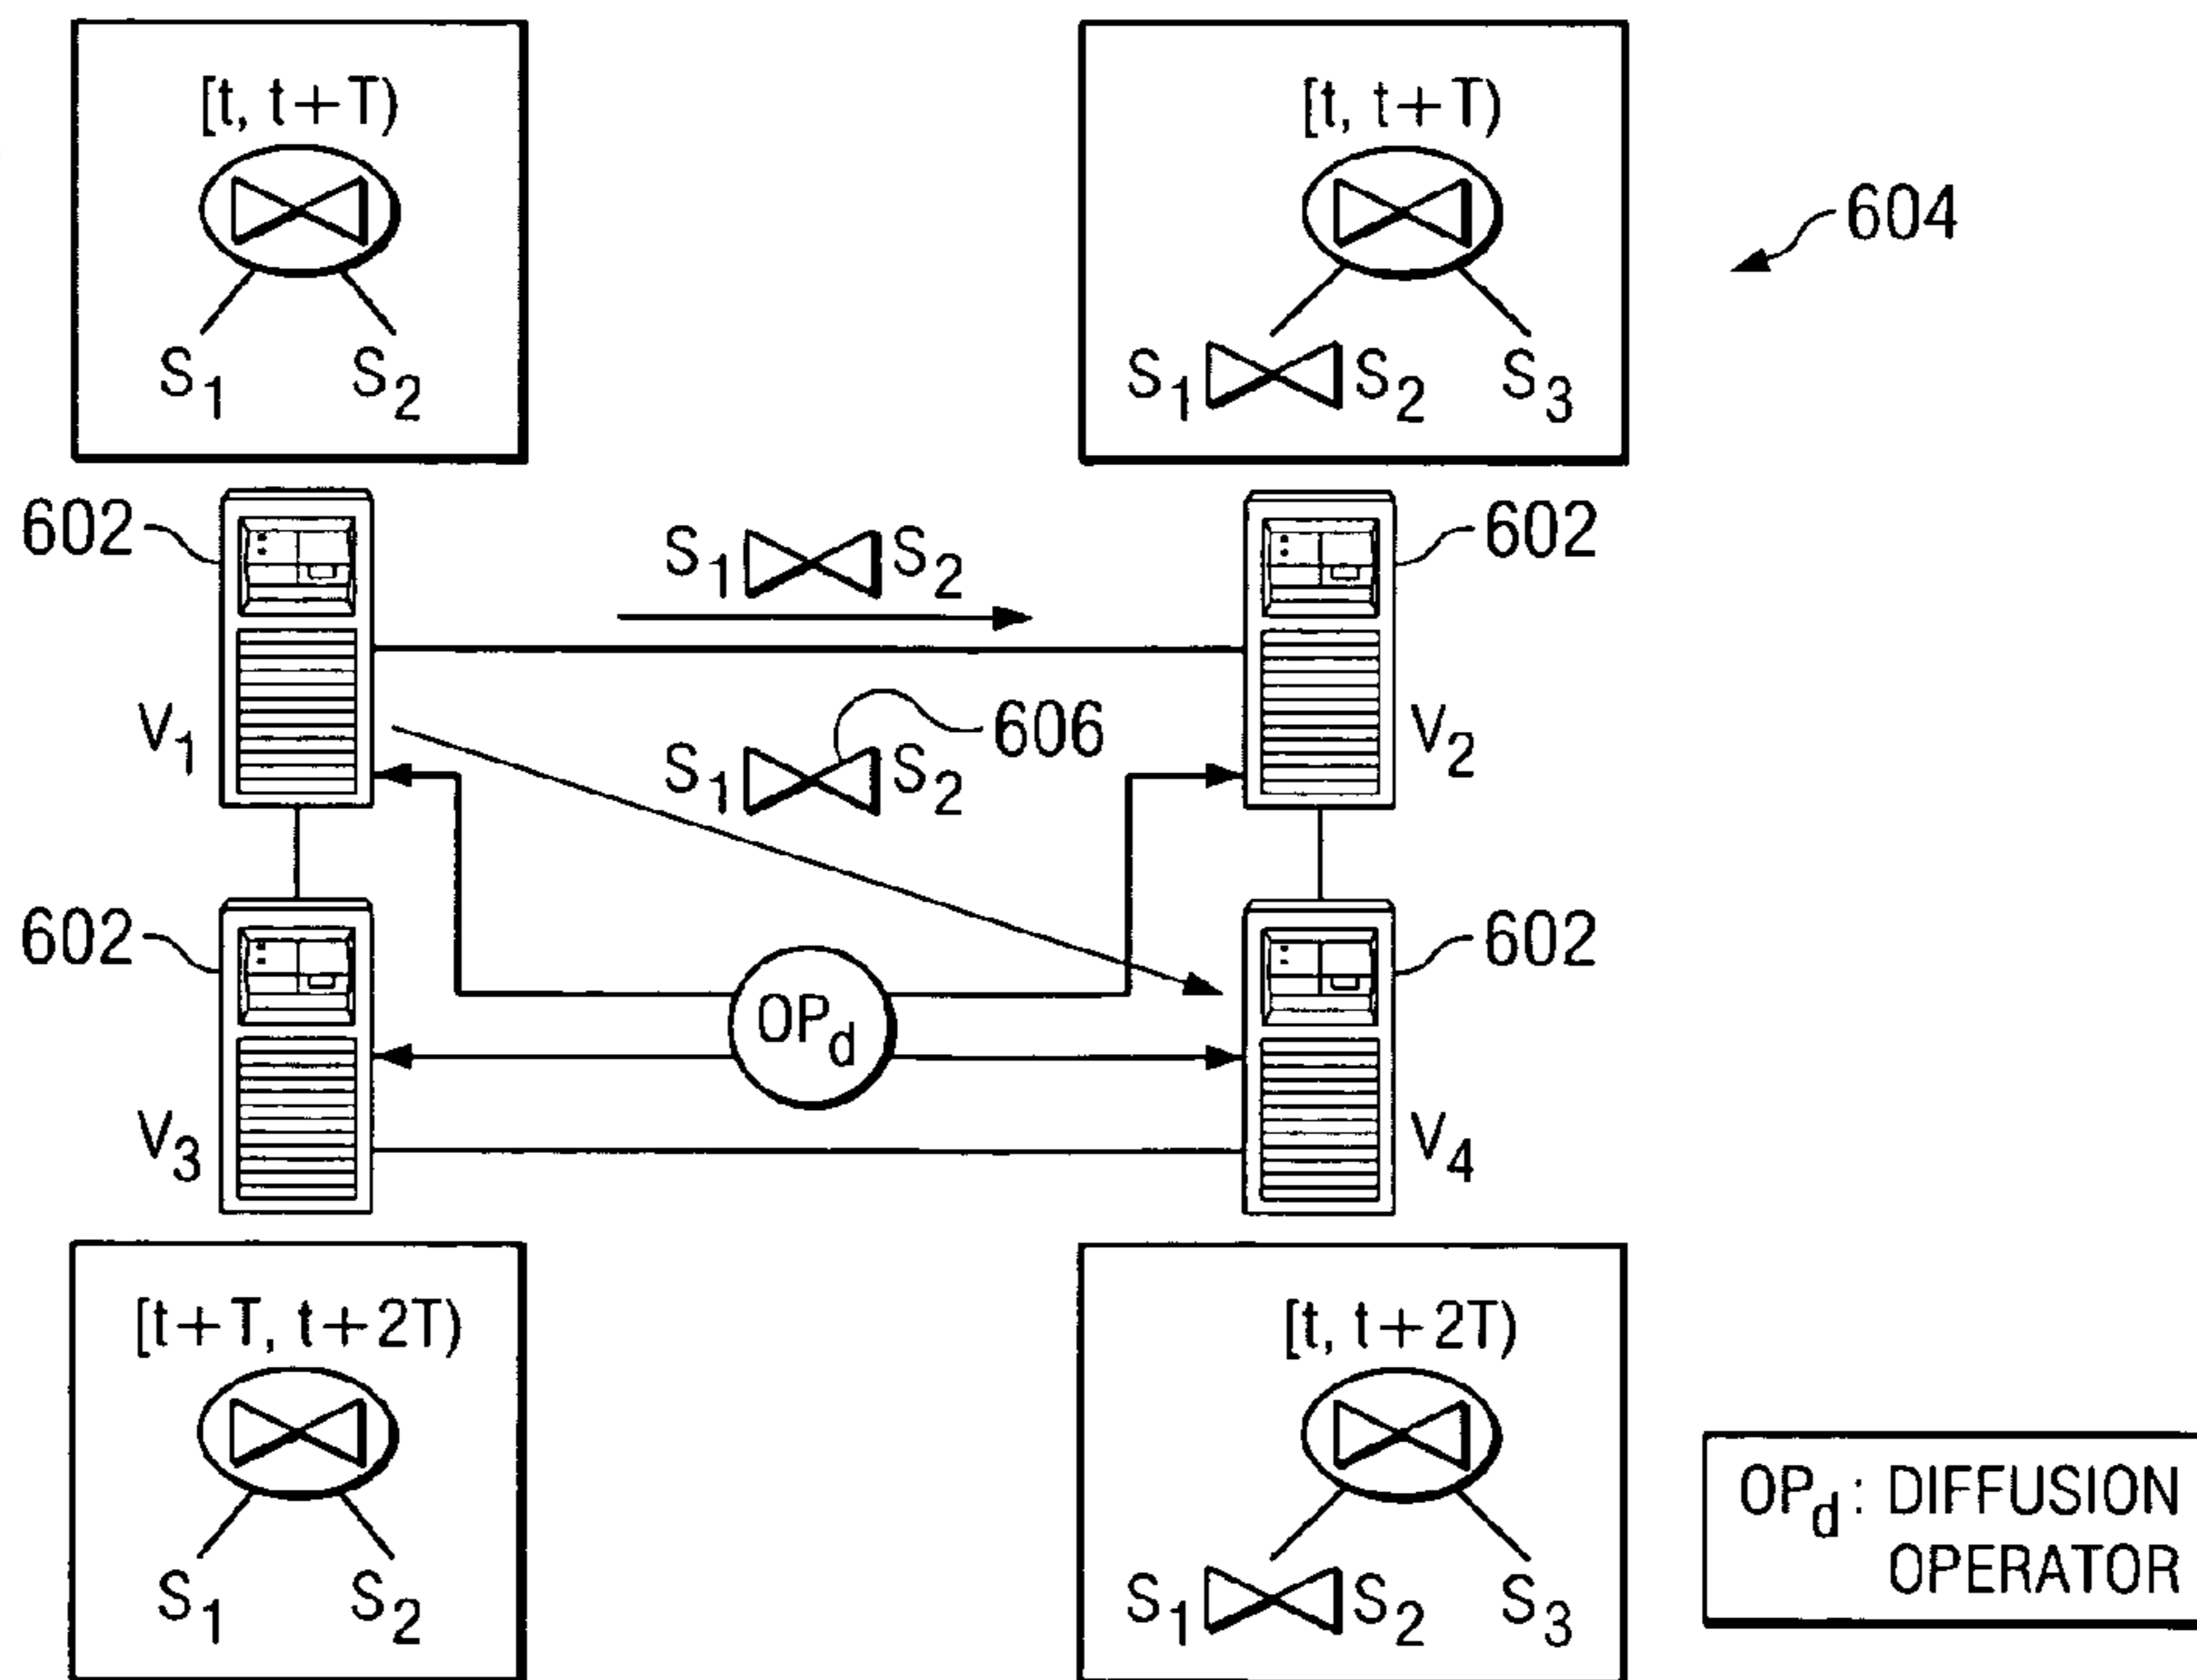 [t, t+T)
S1 S2
[t, t+T)
S1 S2 S3
604
602
S1 S2
602
V1
606
S1 S2
V2
602
602
OPd
V3
V4
[t+T, t+2T)
S1 S2
[t, t+2T)
S1 S2 S3
OPd: DIFFUSION
OPERATOR